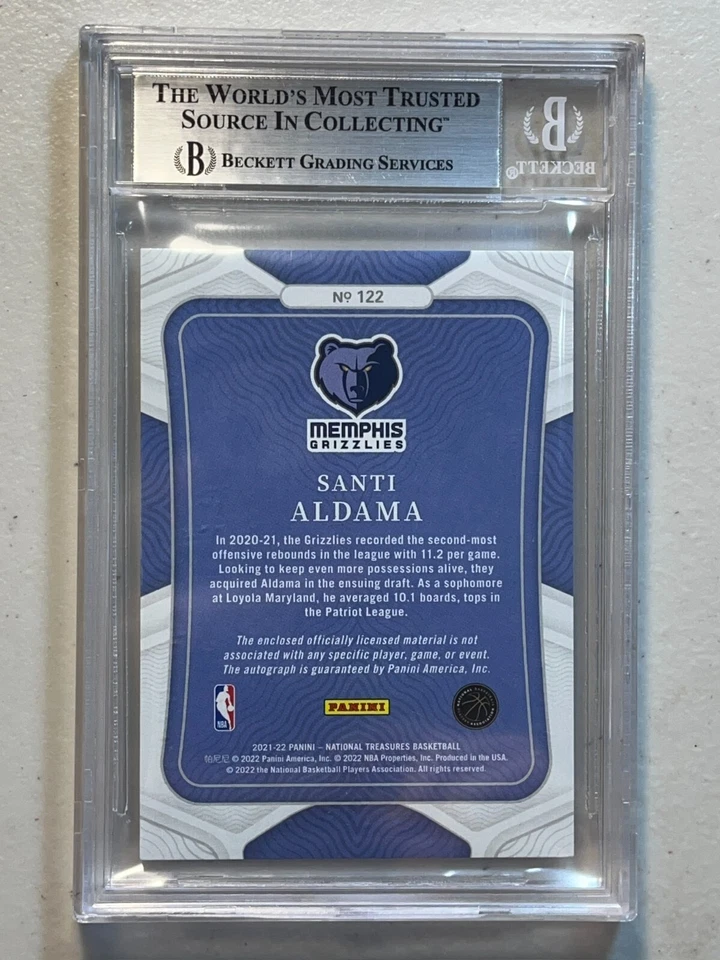 THE WORLD'S MOST TRUSTED
SOURCE IN COLLECTING™
B BECKETT GRADING SERVICES
B
BECKETT®
Nº 122
MEMPHIS
GRIZZLIES
SANTI
ALDAMA
In 2020-21, the Grizzlies recorded the second-most
offensive rebounds in the league with 11.2 per game.
Looking to keep even more possessions alive, they
acquired Aldama in the ensuing draft. As a sophomore
at Loyola Maryland, he averaged 10.1 boards, tops in
the Patriot League.
The enclosed officially licensed material is not
associated with any specific player, game, or event.
The autograph is guaranteed by Panini America, Inc.
NBA
PANINI
2021-22 PANINI – NATIONAL TREASURES BASKETBALL
帕尼尼 © 2022 Panini America, Inc. © 2022 NBA Properties, Inc. Produced in the USA.
© 2022 the National Basketball Players Association. All rights reserved.